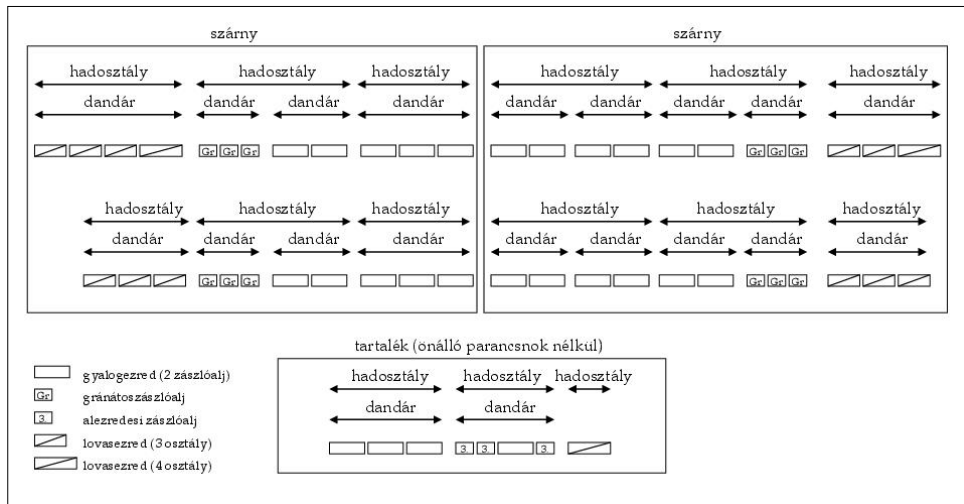 szárny szárny
hadosztály hadosztály hadosztály hadosztály hadosztály hadosztály
dandár dandár dandár dandár dandár dandár dandár dandár dandár
Gr Gr Gr Gr Gr Gr
hadosztály hadosztály hadosztály hadosztály hadosztály hadosztály
dandár dandár dandár dandár dandár dandár dandár dandár dandár
Gr Gr Gr Gr Gr Gr
tartalék (önálló parancsnok nélkül)
hadosztály hadosztály hadosztály
dandár dandár
3. 3. 3.
gyalogezred (2 zászlóalj)
Gr gránátoszászlóalj
3. alezredesi zászlóalj
lovasezred (3 osztály)
lovasezred (4 osztály)